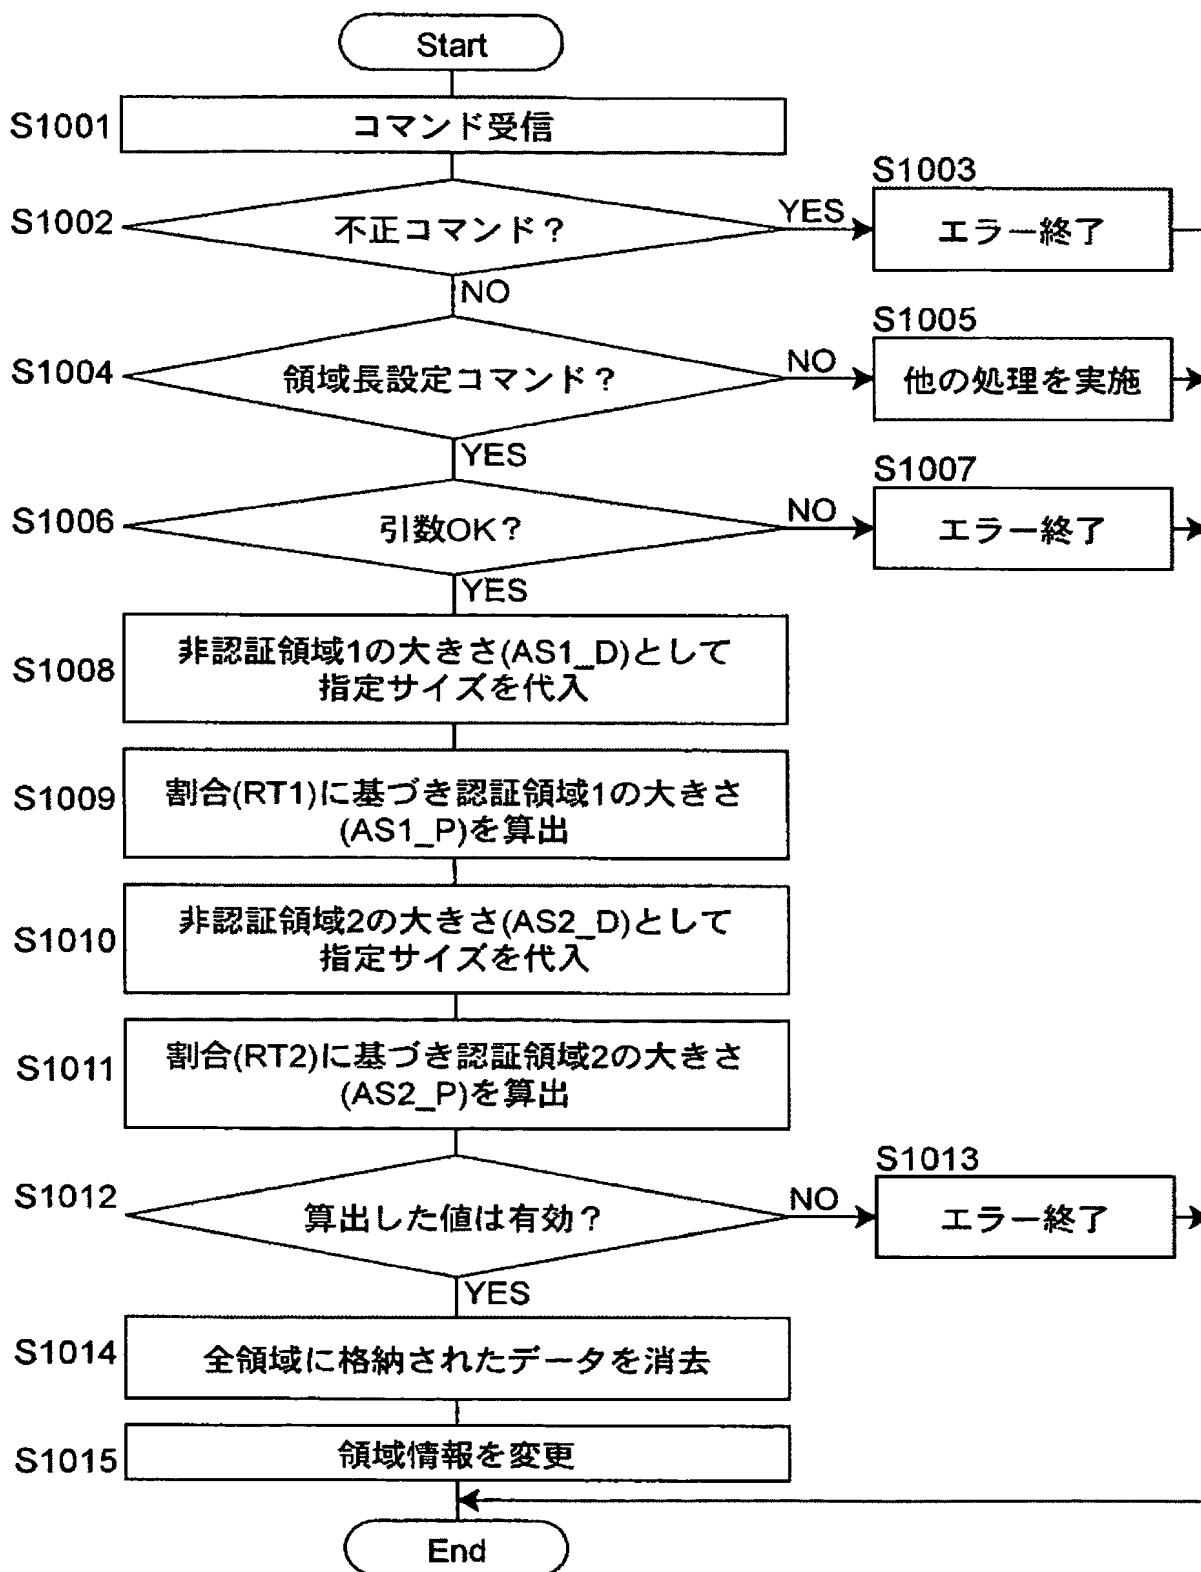 Start
S1001
コマンド受信
S1002
不正コマンド？
YES
S1003
エラー終了
NO
S1004
領域長設定コマンド？
NO
S1005
他の処理を実施
YES
S1006
引数OK？
NO
S1007
エラー終了
YES
S1008
非認証領域1の大きさ(AS1_D)として
指定サイズを代入
S1009
割合(RT1)に基づき認証領域1の大きさ
(AS1_P)を算出
S1010
非認証領域2の大きさ(AS2_D)として
指定サイズを代入
S1011
割合(RT2)に基づき認証領域2の大きさ
(AS2_P)を算出
S1012
算出した値は有効？
NO
S1013
エラー終了
YES
S1014
全領域に格納されたデータを消去
S1015
領域情報を変更
End